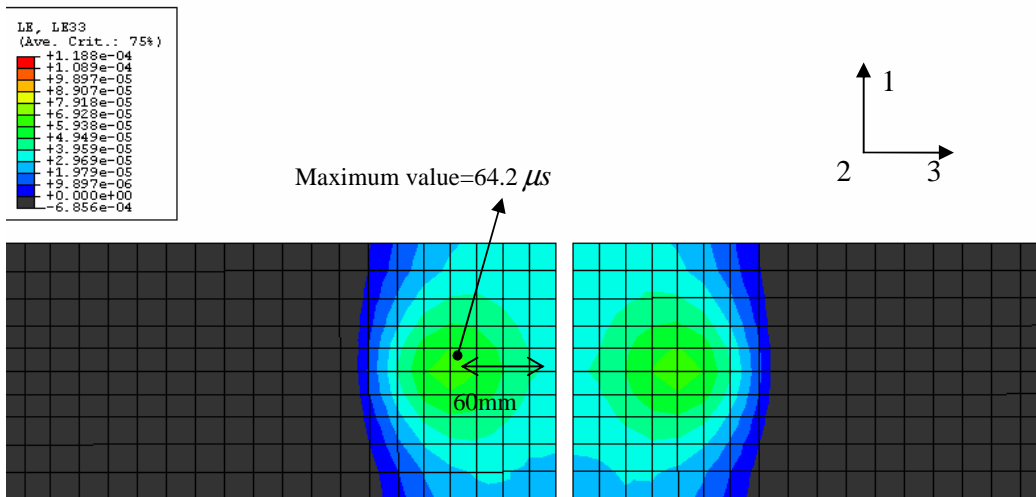 LE, LE33
(Ave. Crit.: 75%)
+1.188e-04
+1.089e-04
+9.897e-05
+8.907e-05
+7.918e-05
+6.928e-05
+5.938e-05
+4.949e-05
+3.959e-05
+2.969e-05
+1.979e-05
+9.897e-06
+0.000e+00
-6.856e-04
1
2 3
Maximum value=64.2 μs
60mm